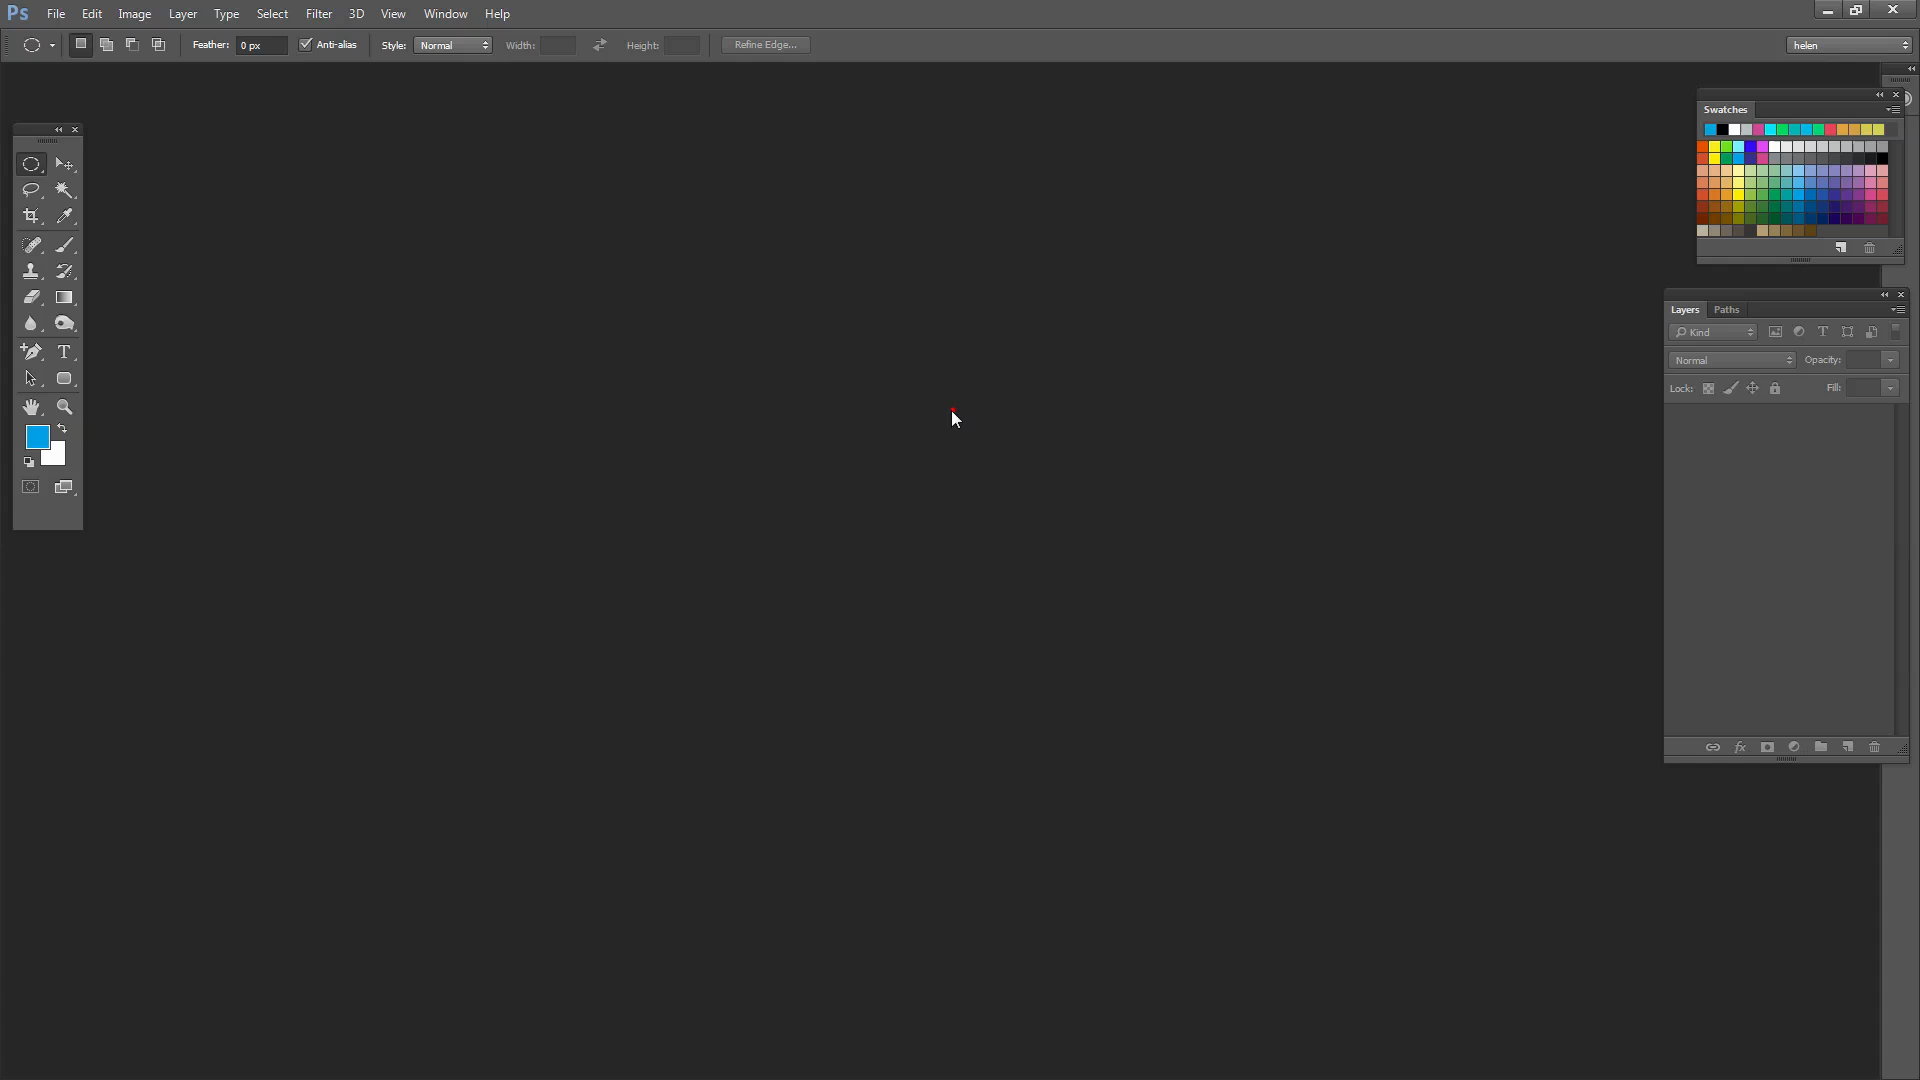 Ps File Edit Image Layer Type Select Filter 3D View Window Help
Feather: 0 px Anti-alias Style: Normal Width: Height: Refine Edge... helen
Swatches
Layers Paths
Kind T
Normal Opacity:
Lock: Fill:
fx
T